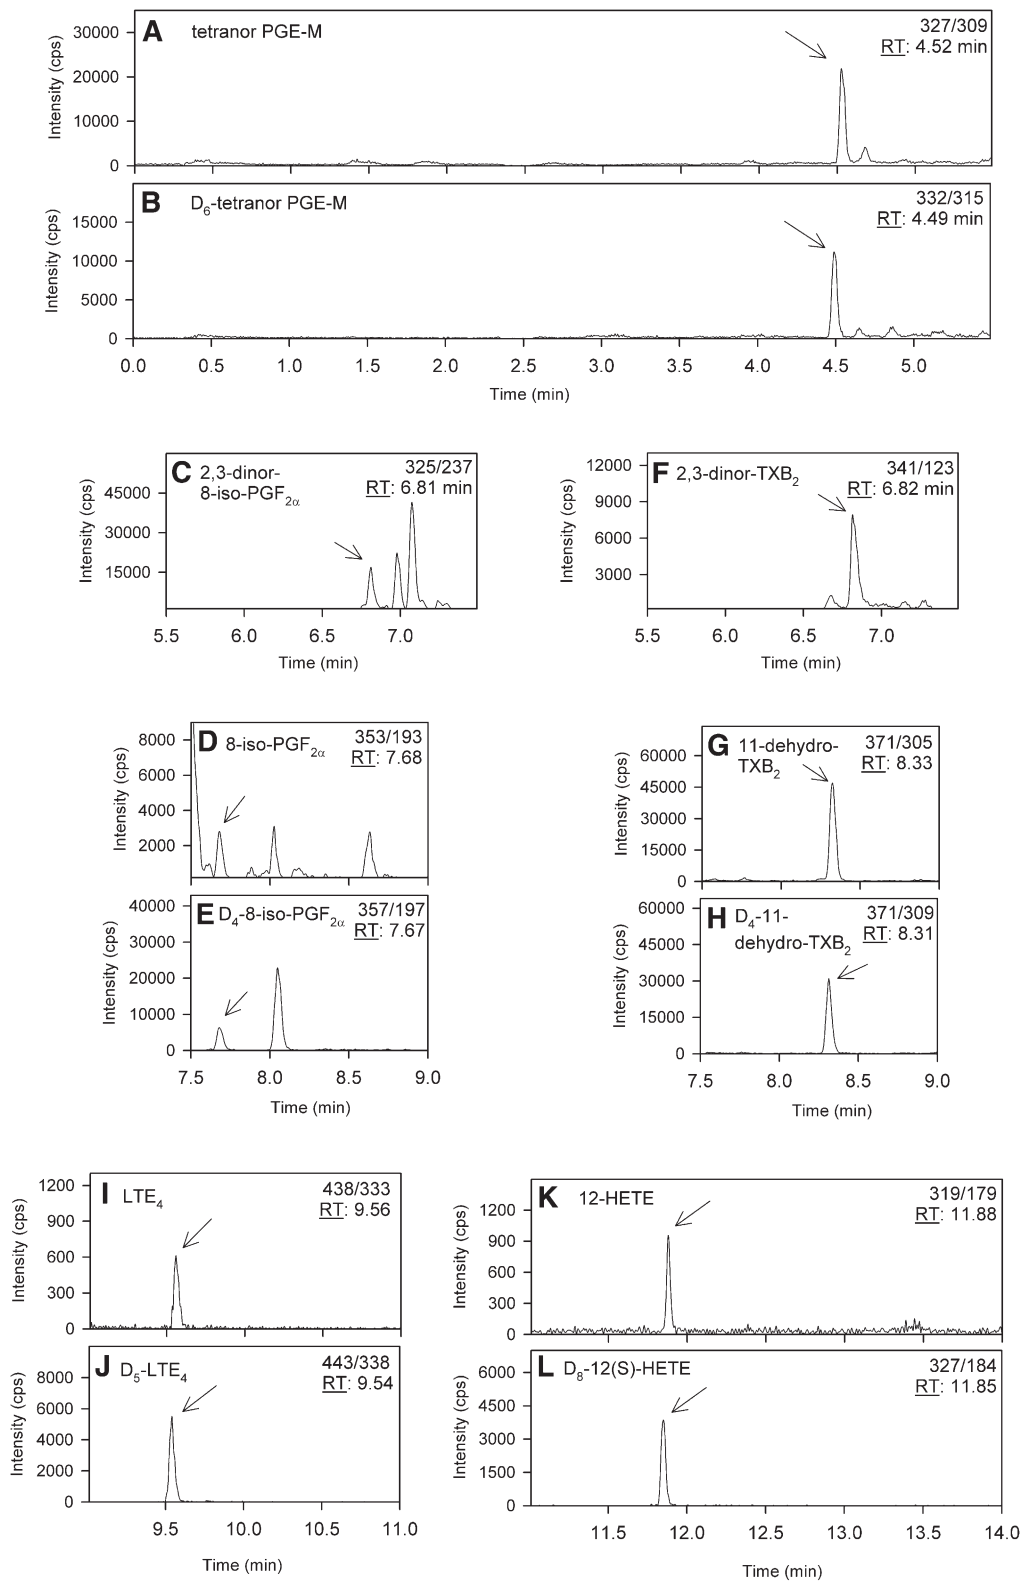 A tetranor PGE-M
327/309
RT: 4.52 min
Intensity (cps)
30000
20000
10000
0
B D6-tetranor PGE-M
332/315
RT: 4.49 min
Intensity (cps)
15000
10000
5000
0
0.0 0.5 1.0 1.5 2.0 2.5 3.0 3.5 4.0 4.5 5.0
Time (min)
C 2,3-dinor-
8-iso-PGF2α
325/237
RT: 6.81 min
Intensity (cps)
45000
30000
15000
5.5 6.0 6.5 7.0
Time (min)
F 2,3-dinor-TXB2
341/123
RT: 6.82 min
Intensity (cps)
12000
9000
6000
3000
5.5 6.0 6.5 7.0
Time (min)
D 8-iso-PGF2α
353/193
RT: 7.68
Intensity (cps)
8000
6000
4000
2000
E D4-8-iso-PGF2α
357/197
RT: 7.67
Intensity (cps)
40000
30000
20000
10000
0
7.5 8.0 8.5 9.0
Time (min)
G 11-dehydro-
TXB2
371/305
RT: 8.33
Intensity (cps)
60000
45000
30000
15000
0
H D4-11-
dehydro-TXB2
371/309
RT: 8.31
Intensity (cps)
60000
45000
30000
15000
0
7.5 8.0 8.5 9.0
Time (min)
I LTE4
438/333
RT: 9.56
Intensity (cps)
1200
900
600
300
0
J D5-LTE4
443/338
RT: 9.54
Intensity (cps)
8000
6000
4000
2000
0
9.5 10.0 10.5 11.0
Time (min)
K 12-HETE
319/179
RT: 11.88
Intensity (cps)
1200
900
600
300
0
L D8-12(S)-HETE
327/184
RT: 11.85
Intensity (cps)
6000
4500
3000
1500
0
11.5 12.0 12.5 13.0 13.5 14.0
Time (min)